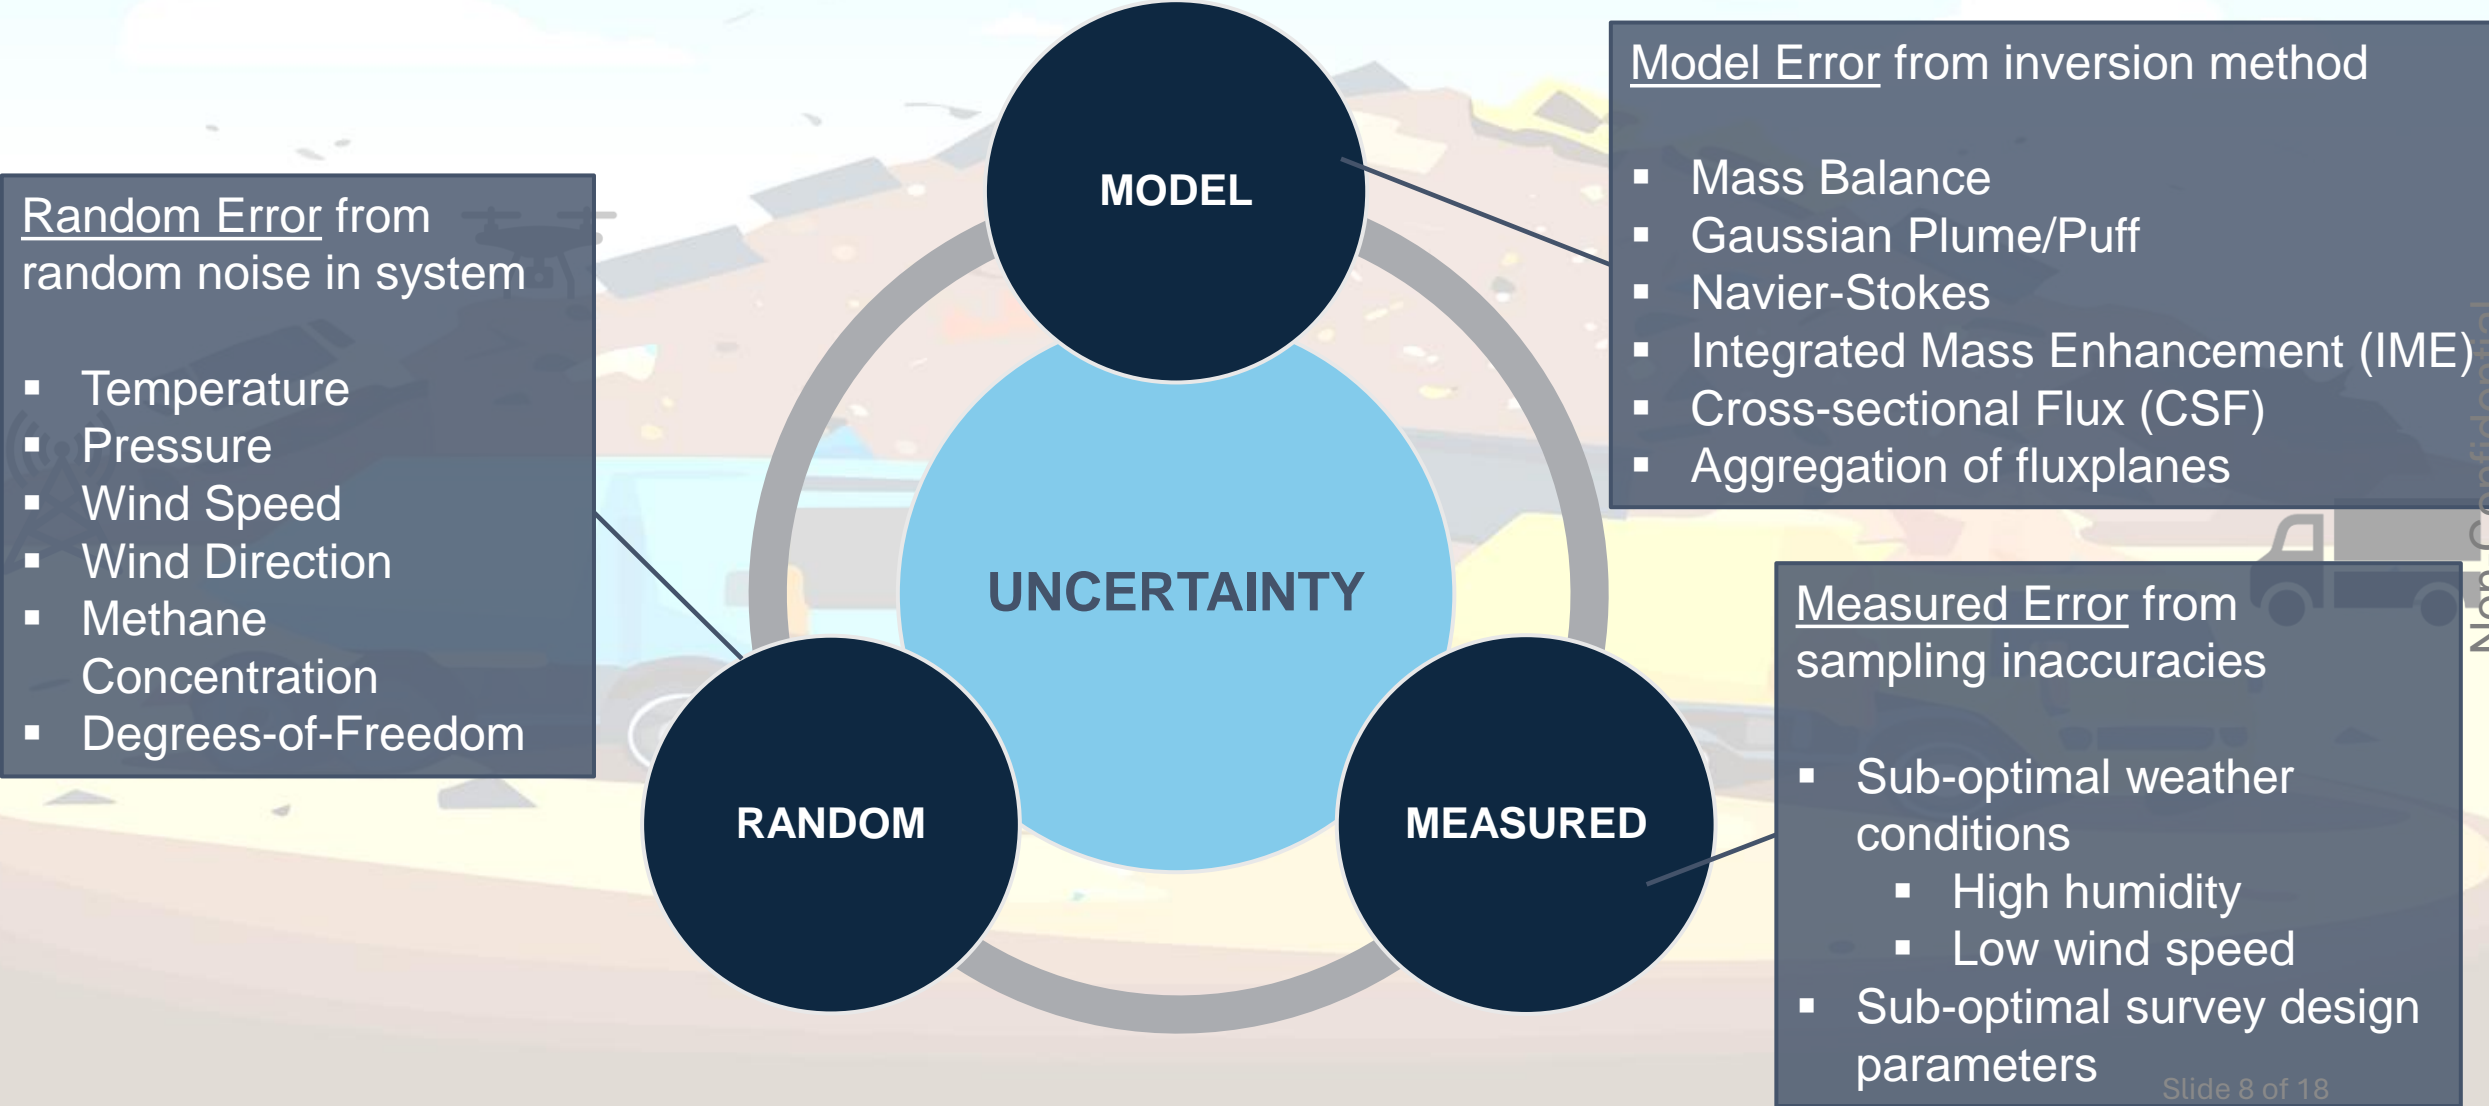 MODEL
UNCERTAINTY
RANDOM
MEASURED
Random Error from
random noise in system
▪ Temperature
▪ Pressure
▪ Wind Speed
▪ Wind Direction
▪ Methane
Concentration
▪ Degrees-of-Freedom
Model Error from inversion method
▪ Mass Balance
▪ Gaussian Plume/Puff
▪ Navier-Stokes
▪ Integrated Mass Enhancement (IME)
▪ Cross-sectional Flux (CSF)
▪ Aggregation of fluxplanes
Measured Error from
sampling inaccuracies
▪ Sub-optimal weather
conditions
▪ High humidity
▪ Low wind speed
▪ Sub-optimal survey design
parameters
Non Confidential
Slide 8 of 18